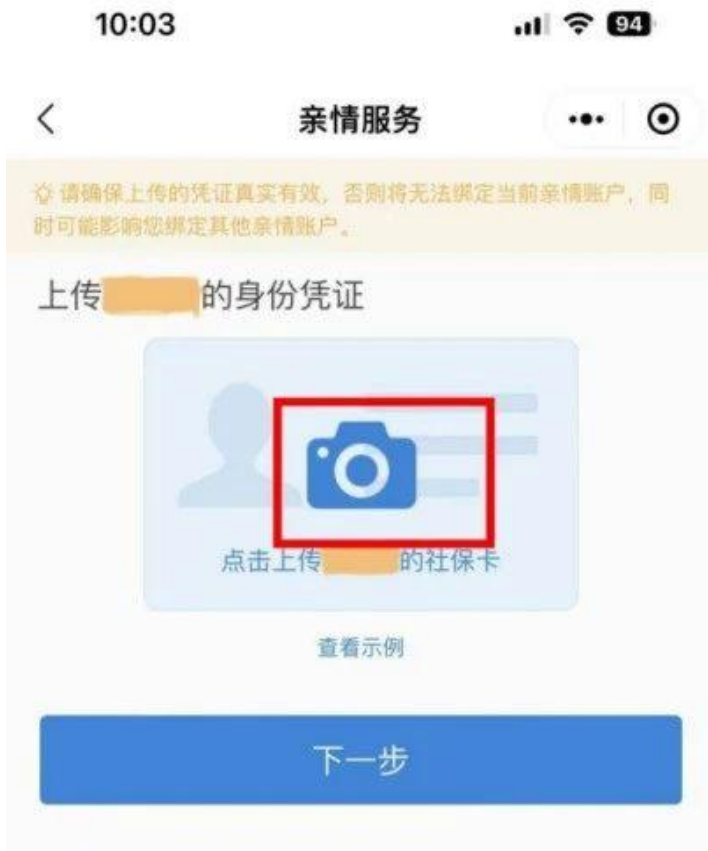 10:03
94
亲情服务
请确保上传的凭证真实有效，否则将无法绑定当前亲情账户，同
时可能影响您绑定其他亲情账户。
上传 的身份凭证
点击上传 的社保卡
查看示例
下一步